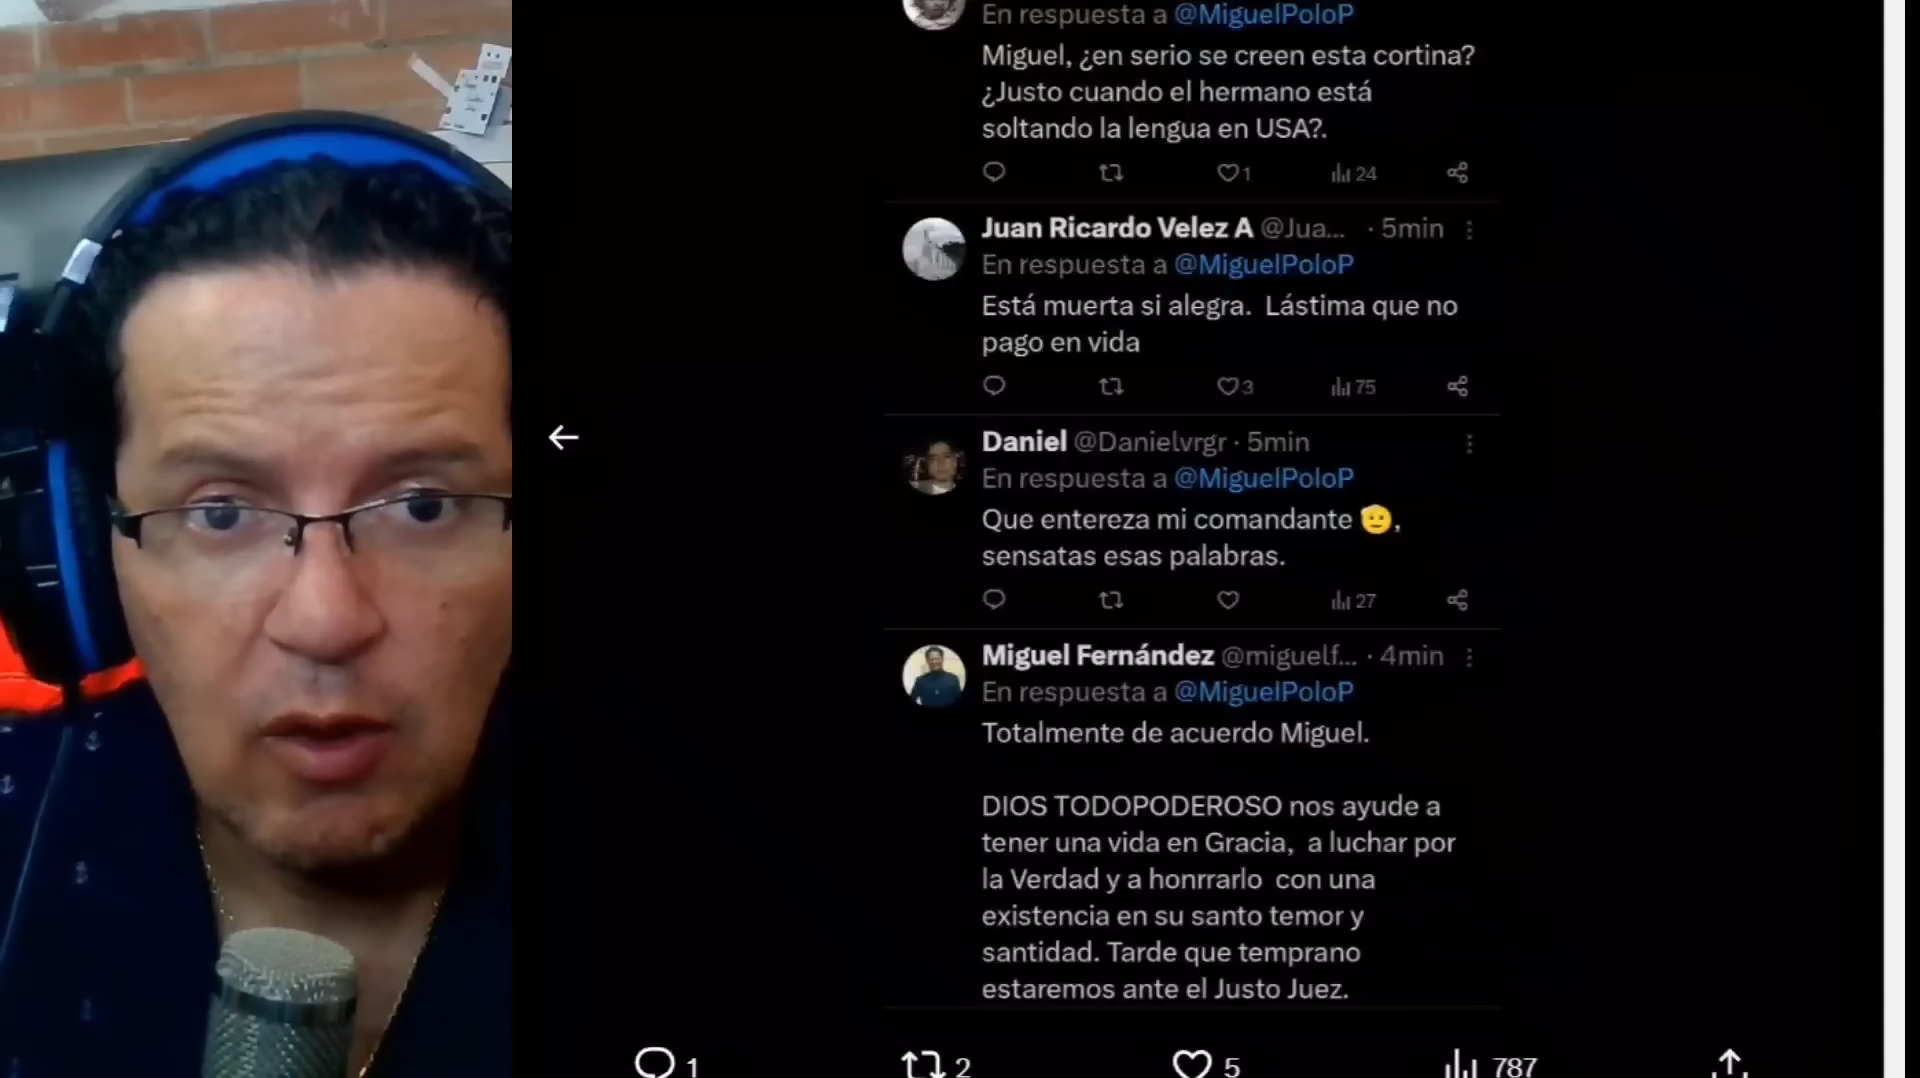 En respuesta a @MiguelPoloP
Miguel, ¿en serio se creen esta cortina?
¿Justo cuando el hermano está
soltando la lengua en USA?.
1 24
Juan Ricardo Velez A @Jua... · 5min
En respuesta a @MiguelPoloP
Está muerta si alegra. Lástima que no
pago en vida
3 75
Daniel @Danielvrgr · 5min
En respuesta a @MiguelPoloP
Que entereza mi comandante 🫡,
sensatas esas palabras.
27
Miguel Fernández @miguelf... · 4min
En respuesta a @MiguelPoloP
Totalmente de acuerdo Miguel.
DIOS TODOPODEROSO nos ayude a
tener una vida en Gracia, a luchar por
la Verdad y a honrrarlo con una
existencia en su santo temor y
santidad. Tarde que temprano
estaremos ante el Justo Juez.
1 2 5 787